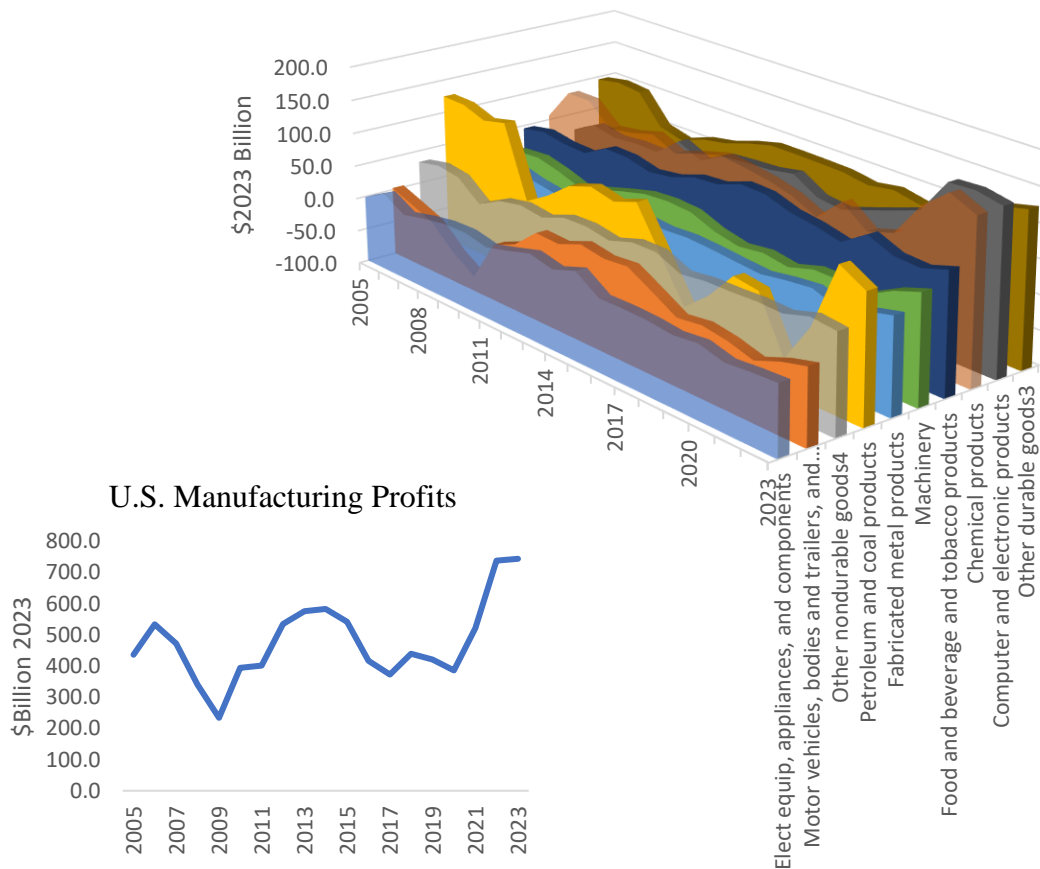 $2023 Billion
200.0
150.0
100.0
50.0
0.0
-50.0
-100.0
2005
2008
2011
2014
2017
2020
2023
Elect equip, appliances, and components
Motor vehicles, bodies and trailers, and…
Other nondurable goods4
Petroleum and coal products
Fabricated metal products
Machinery
Food and beverage and tobacco products
Chemical products
Computer and electronic products
Other durable goods3
U.S. Manufacturing Profits
$Billion 2023
800.0
700.0
600.0
500.0
400.0
300.0
200.0
100.0
0.0
2005
2007
2009
2011
2013
2015
2017
2019
2021
2023